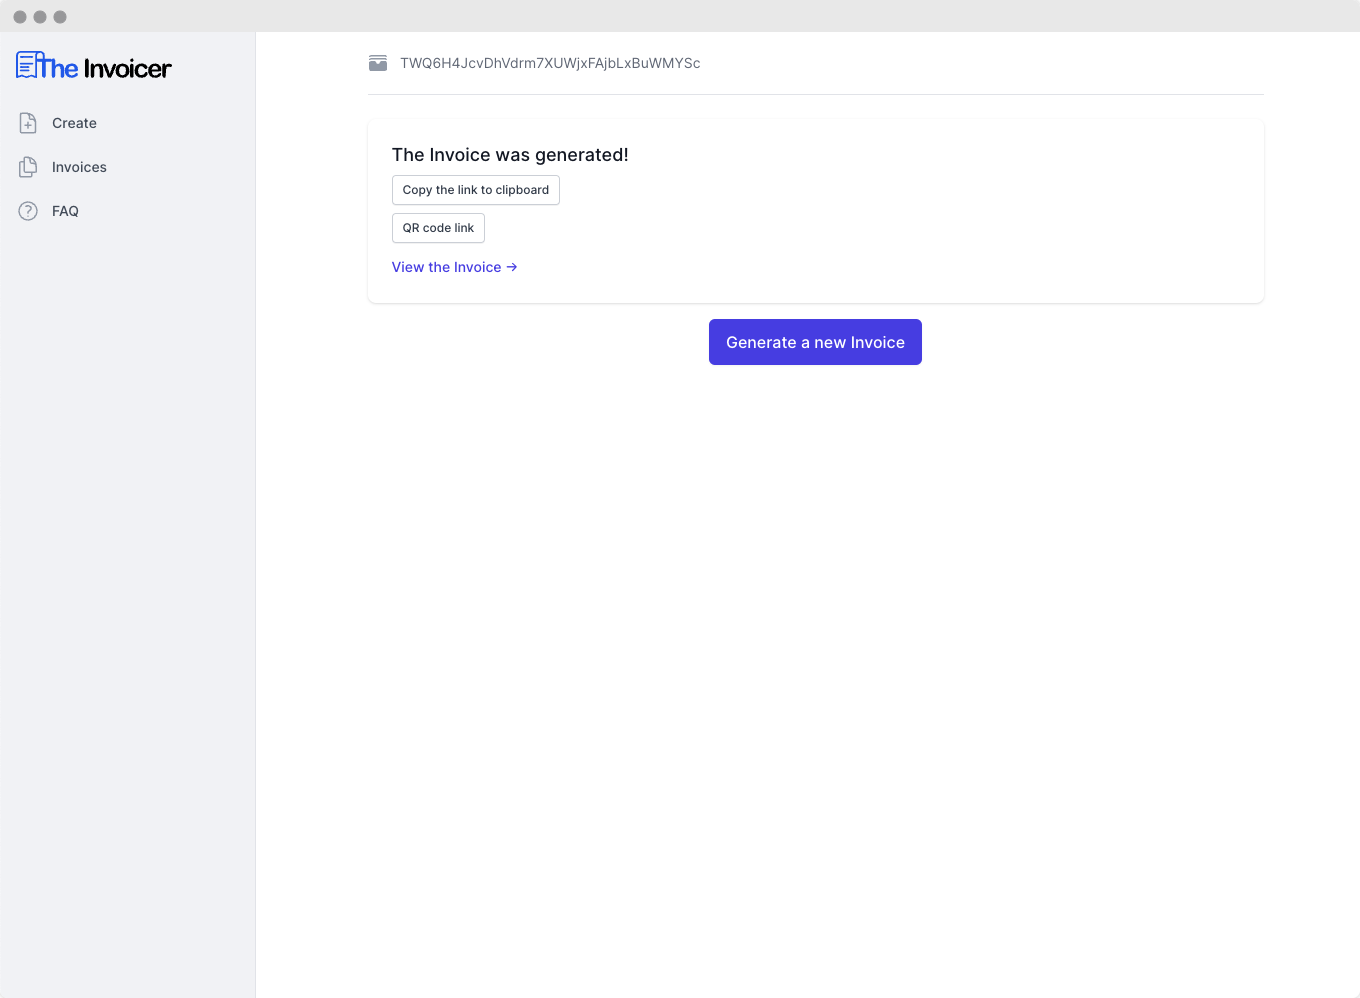 The Invoicer
Create
Invoices
FAQ
TWQ6H4JcvDhVdrm7XUWjxFAjbLxBuWMYSc
The Invoice was generated!
Copy the link to clipboard
QR code link
View the Invoice →
Generate a new Invoice